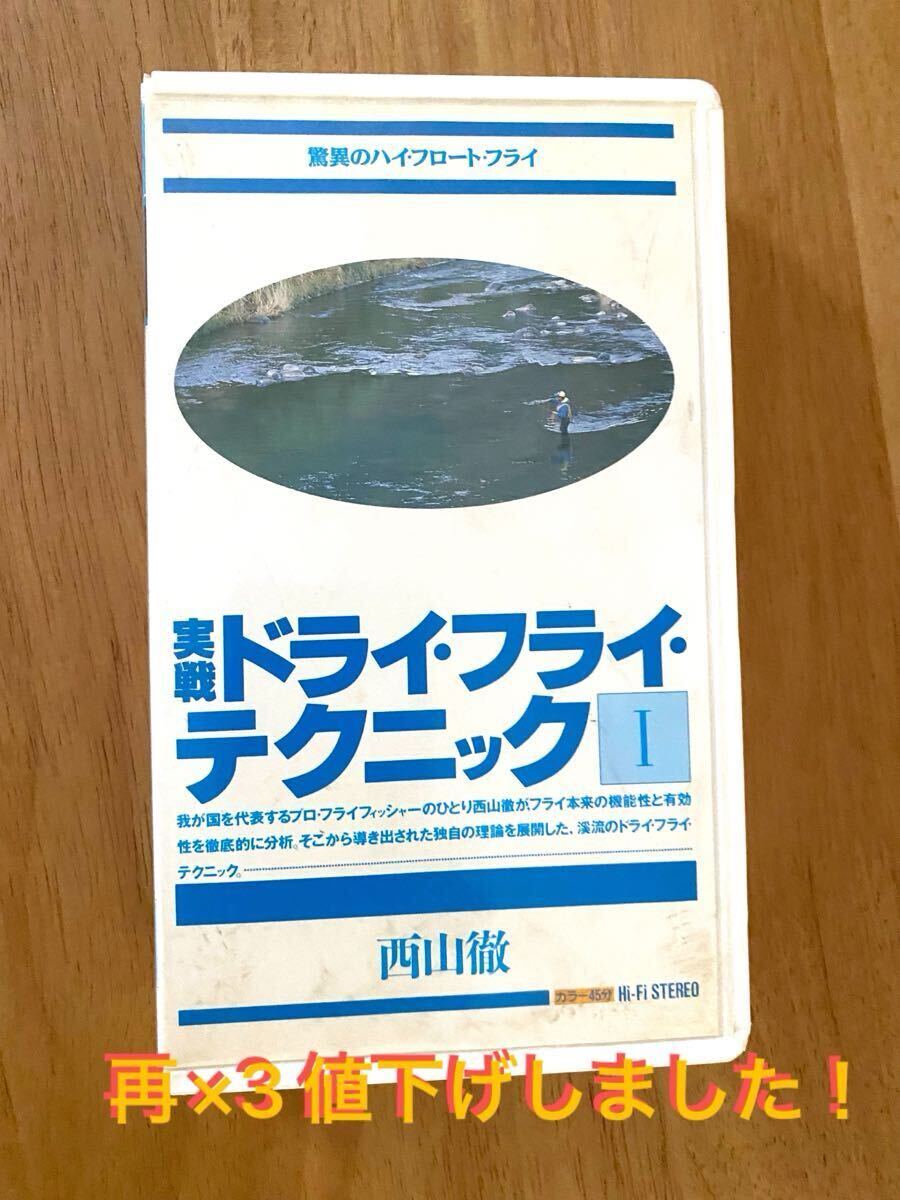 驚異のハイ・フロート・フライ
実戦ドライ・フライ・
テクニック I
我が国を代表するプロ・フライフィッシャーのひとり西山徹が、フライ本来の機能性と有効
性を徹底的に分析。そこから導き出された独自の理論を展開した、渓流のドライ・フライ・
テクニック。
西山徹
カラー45分 Hi-Fi STEREO
再×3値下げしました！